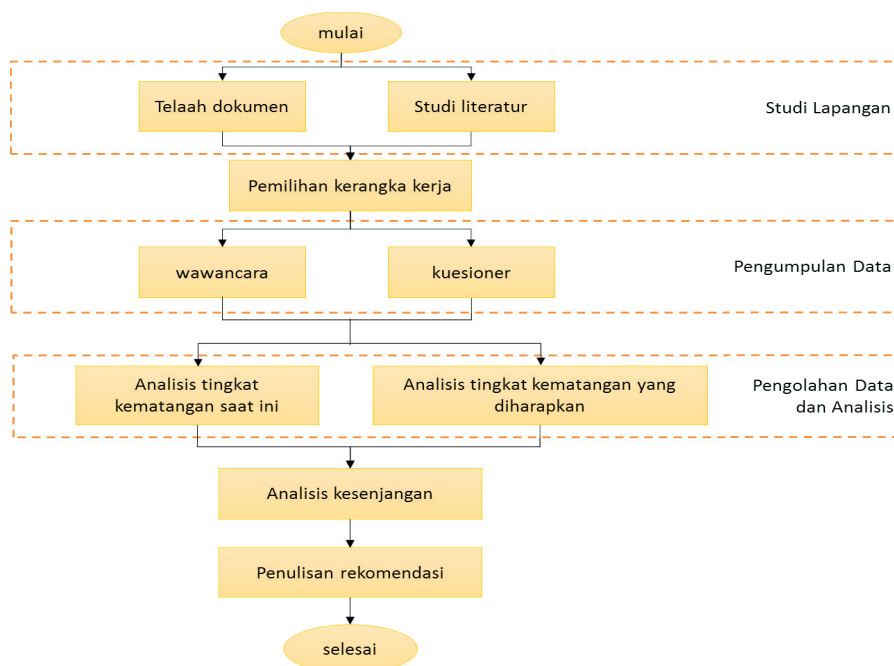 mulai
Telaah dokumen
Studi literatur
Studi Lapangan
Pemilihan kerangka kerja
wawancara
kuesioner
Pengumpulan Data
Analisis tingkat
kematangan saat ini
Analisis tingkat kematangan yang
diharapkan
Pengolahan Data
dan Analisis
Analisis kesenjangan
Penulisan rekomendasi
selesai